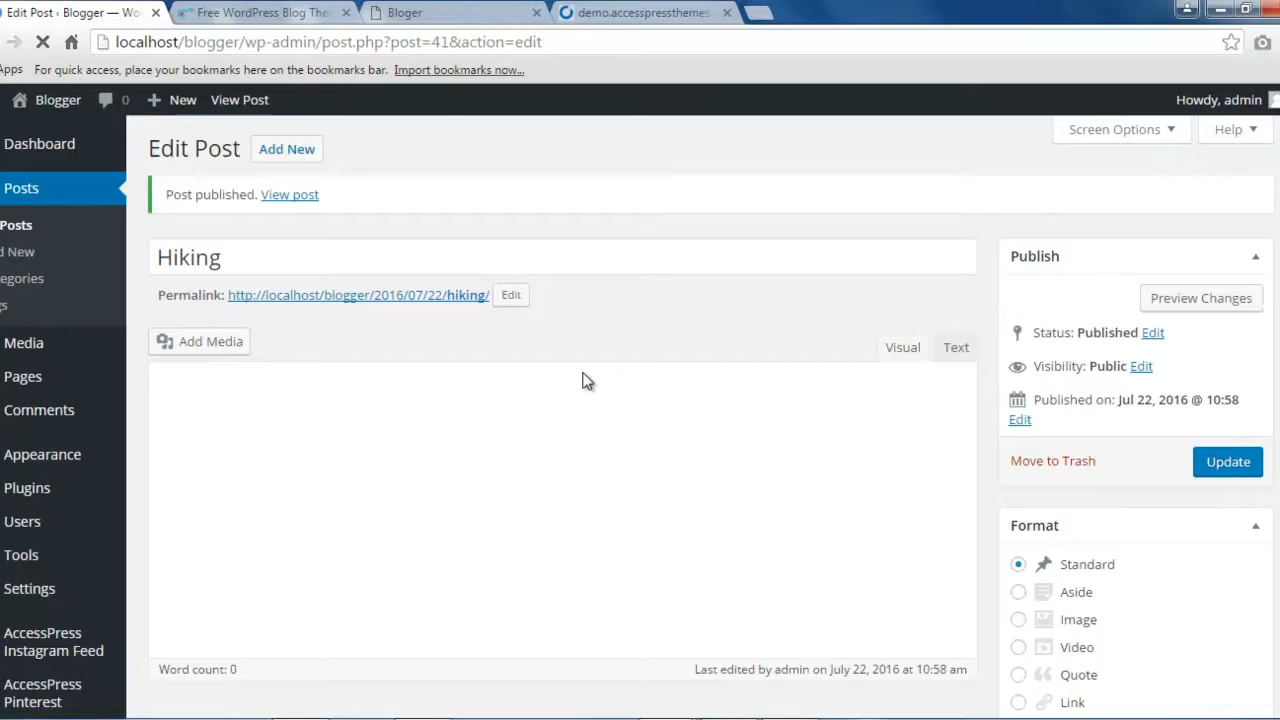 Edit Post ‹ Blogger — Wo
Free WordPress Blog The
Bloger
demo.accesspressthemes
localhost/blogger/wp-admin/post.php?post=41&action=edit
Apps For quick access, place your bookmarks here on the bookmarks bar. Import bookmarks now...
Blogger 0 New View Post Howdy, admin
Screen Options Help
Dashboard
Posts
Posts
d New
egories
gs
Media
Pages
Comments
Appearance
Plugins
Users
Tools
Settings
AccessPress
Instagram Feed
AccessPress
Pinterest
Edit Post Add New
Post published. View post
Hiking
Permalink: http://localhost/blogger/2016/07/22/hiking/ Edit
Add Media
Visual Text
Word count: 0 Last edited by admin on July 22, 2016 at 10:58 am
Publish
Preview Changes
Status: Published Edit
Visibility: Public Edit
Published on: Jul 22, 2016 @ 10:58
Edit
Move to Trash Update
Format
Standard
Aside
Image
Video
Quote
Link